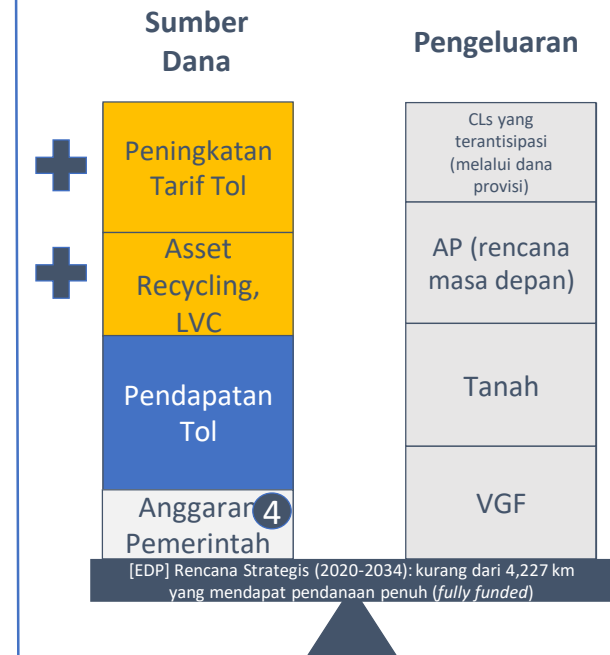 Sumber
Dana
Pengeluaran
Peningkatan
Tarif Tol
Asset
Recycling,
LVC
Pendapatan
Tol
Anggaran
4
Pemerintah
CLs yang
terantisipasi
(melalui dana
provisi)
AP (rencana
masa depan)
Tanah
VGF
[EDP] Rencana Strategis (2020-2034): kurang dari 4,227 km
yang mendapat pendanaan penuh (fully funded)